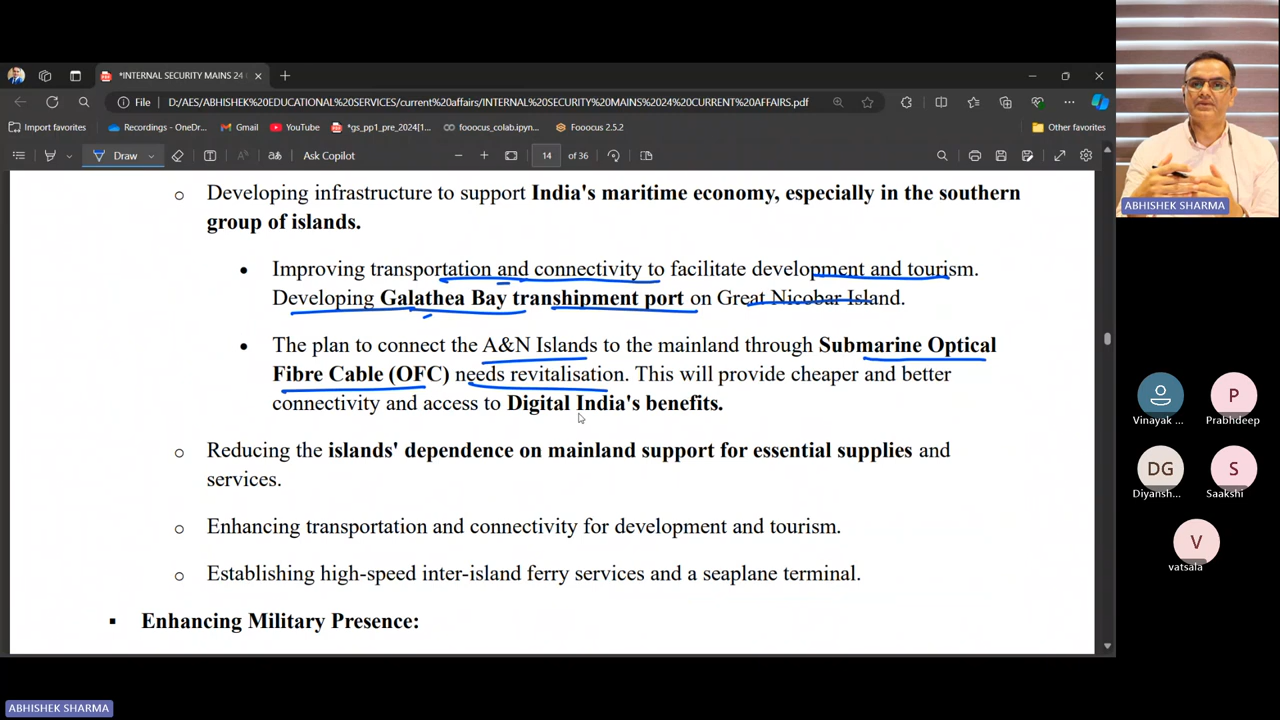 *INTERNAL SECURITY MAINS 24
File
D:/AES/ABHISHEK%20EDUCATIONAL%20SERVICES/current%20affairs/INTERNAL%20SECURITY%20MAINS%2024%20CURRENT%20AFFAIRS.pdf
Import favorites
Recordings - OneDr...
Gmail
YouTube
*gs_pp1_pre_2024[1...
fooocus_colab.ipyn...
Fooocus 2.5.2
Other favorites
Draw
Ask Copilot
14 of 36
Developing infrastructure to support India's maritime economy, especially in the southern
group of islands.
Improving transportation and connectivity to facilitate development and tourism.
Developing Galathea Bay transhipment port on Great Nicobar Island.
The plan to connect the A&N Islands to the mainland through Submarine Optical
Fibre Cable (OFC) needs revitalisation. This will provide cheaper and better
connectivity and access to Digital India's benefits.
Reducing the islands' dependence on mainland support for essential supplies and
services.
Enhancing transportation and connectivity for development and tourism.
Establishing high-speed inter-island ferry services and a seaplane terminal.
Enhancing Military Presence:
ABHISHEK SHARMA
P
Vinayak ...
Prabhdeep
DG
S
Diyansh...
Saakshi
V
vatsala
ABHISHEK SHARMA